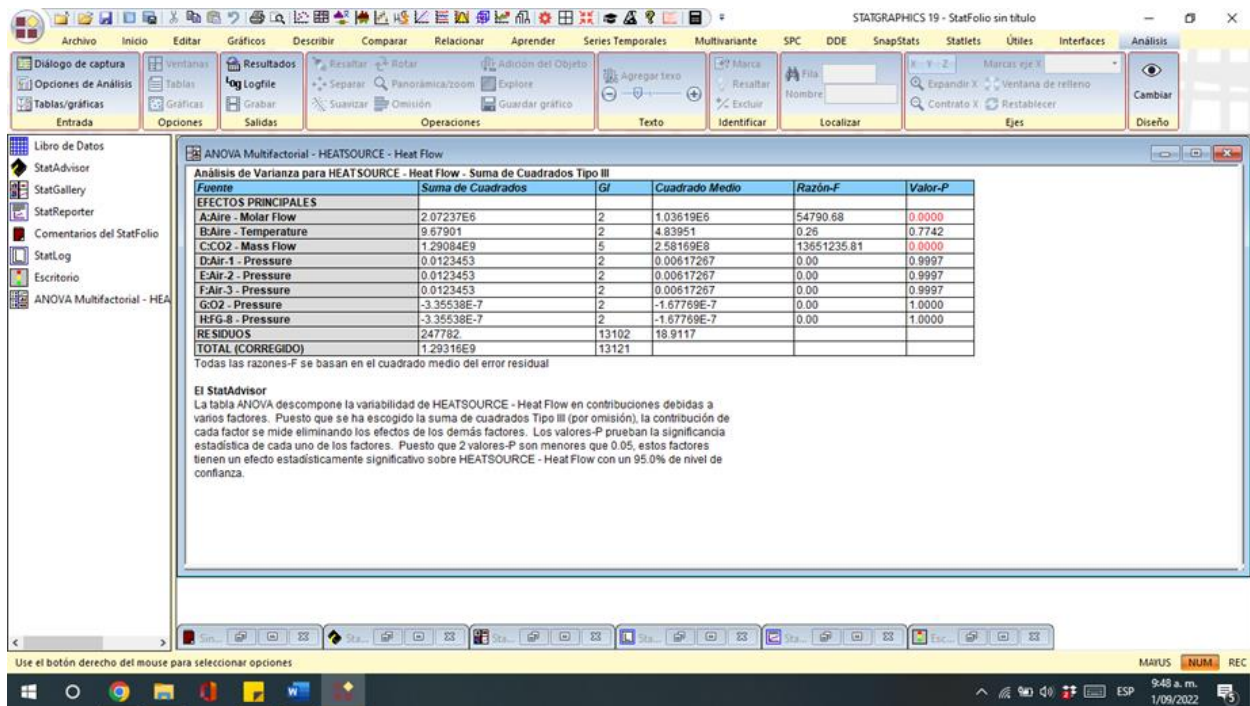 STATGRAPHICS 19 - StatFolio sin título
Archivo Inicio Editar Gráficos Describir Comparar Relacionar Aprender Series Temporales Multivariante SPC DDE SnapStats Statlets Útiles Interfaces Análisis
Diálogo de captura
Opciones de Análisis
Tablas/gráficas
Entrada
Ventanas
Tablas
Gráficas
Opciones
Resultados
Log Logfile
Grabar
Salidas
Resaltar Rotar Adición del Objeto
Separar Panorámica/zoom Explore
Suavizar Omisión Guardar gráfico
Operaciones
Agregar texo
Texto
Marca
Resaltar
Excluir
Identificar
Fila
Nombre
Localizar
X Y Z Marcas eje X
Expandir X Ventana de relleno
Contrato X Restablecer
Ejes
Cambiar
Diseño
Libro de Datos
StatAdvisor
StatGallery
StatReporter
Comentarios del StatFolio
StatLog
Escritorio
ANOVA Multifactorial - HEA
ANOVA Multifactorial - HEATSOURCE - Heat Flow
Análisis de Varianza para HEATSOURCE - Heat Flow - Suma de Cuadrados Tipo III
Fuente Suma de Cuadrados Gl Cuadrado Medio Razón-F Valor-P
EFECTOS PRINCIPALES
A:Aire - Molar Flow 2.07237E6 2 1.03619E6 54790.68 0.0000
B:Aire - Temperature 9.67901 2 4.83951 0.26 0.7742
C:CO2 - Mass Flow 1.29084E9 5 2.58169E8 13651235.81 0.0000
D:Air-1 - Pressure 0.0123453 2 0.00617267 0.00 0.9997
E:Air-2 - Pressure 0.0123453 2 0.00617267 0.00 0.9997
F:Air-3 - Pressure 0.0123453 2 0.00617267 0.00 0.9997
G:O2 - Pressure -3.35538E-7 2 -1.67769E-7 0.00 1.0000
H:FG-8 - Pressure -3.35538E-7 2 -1.67769E-7 0.00 1.0000
RESIDUOS 247782. 13102 18.9117
TOTAL (CORREGIDO) 1.29316E9 13121
Todas las razones-F se basan en el cuadrado medio del error residual
El StatAdvisor
La tabla ANOVA descompone la variabilidad de HEATSOURCE - Heat Flow en contribuciones debidas a
varios factores. Puesto que se ha escogido la suma de cuadrados Tipo III (por omisión), la contribución de
cada factor se mide eliminando los efectos de los demás factores. Los valores-P prueban la significancia
estadística de cada uno de los factores. Puesto que 2 valores-P son menores que 0.05, estos factores
tienen un efecto estadísticamente significativo sobre HEATSOURCE - Heat Flow con un 95.0% de nivel de
confianza.
Sin... Sta... Sta... Sta... Sta... Esc...
Use el botón derecho del mouse para seleccionar opciones
MAYUS NUM REC
ESP
9:48 a. m.
1/09/2022
5